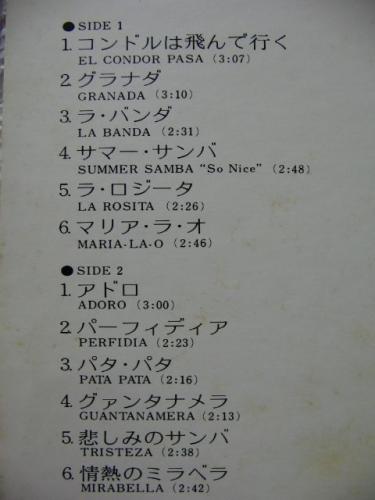 ●SIDE 1
1.コンドルは飛んで行く
EL CONDOR PASA (3:07)
2.グラナダ
GRANADA (3:10)
3.ラ・バンダ
LA BANDA (2:31)
4.サマー・サンバ
SUMMER SAMBA "So Nice" (2:48)
5.ラ・ロジータ
LA ROSITA (2:26)
6.マリア・ラ・オ
MARIA-LA-O (2:46)
●SIDE 2
1.アドロ
ADORO (3:00)
2.パーフィディア
PERFIDIA (2:23)
3.パタ・パタ
PATA PATA (2:16)
4.グァンタナメラ
GUANTANAMERA (2:13)
5.悲しみのサンバ
TRISTEZA (2:38)
6.情熱のミラベラ
MIRABELLA (2:42)